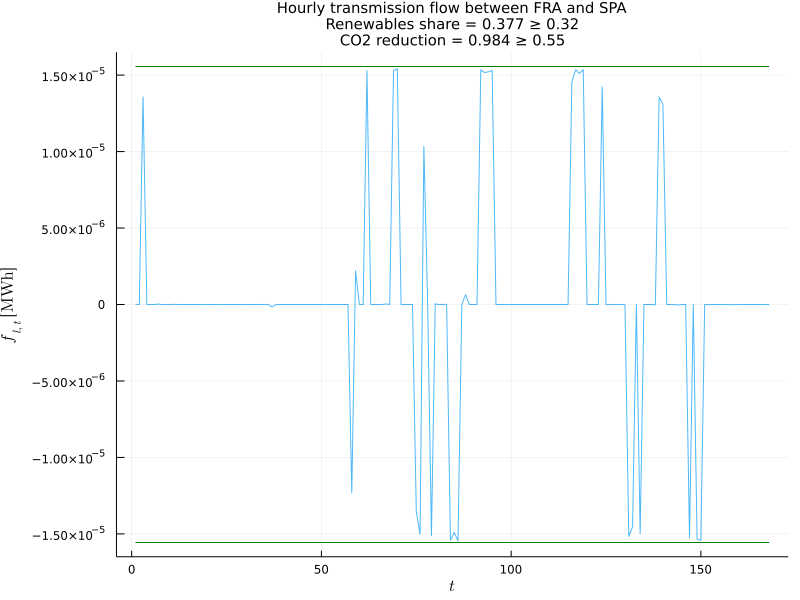 Hourly transmission flow between FRA and SPA
Renewables share = 0.377 ≥ 0.32
CO2 reduction = 0.984 ≥ 0.55
1.50×10⁻⁵
1.00×10⁻⁵
5.00×10⁻⁶
0
−5.00×10⁻⁶
−1.00×10⁻⁵
−1.50×10⁻⁵
f_{l,t} [MWh]
0 50 100 150
t